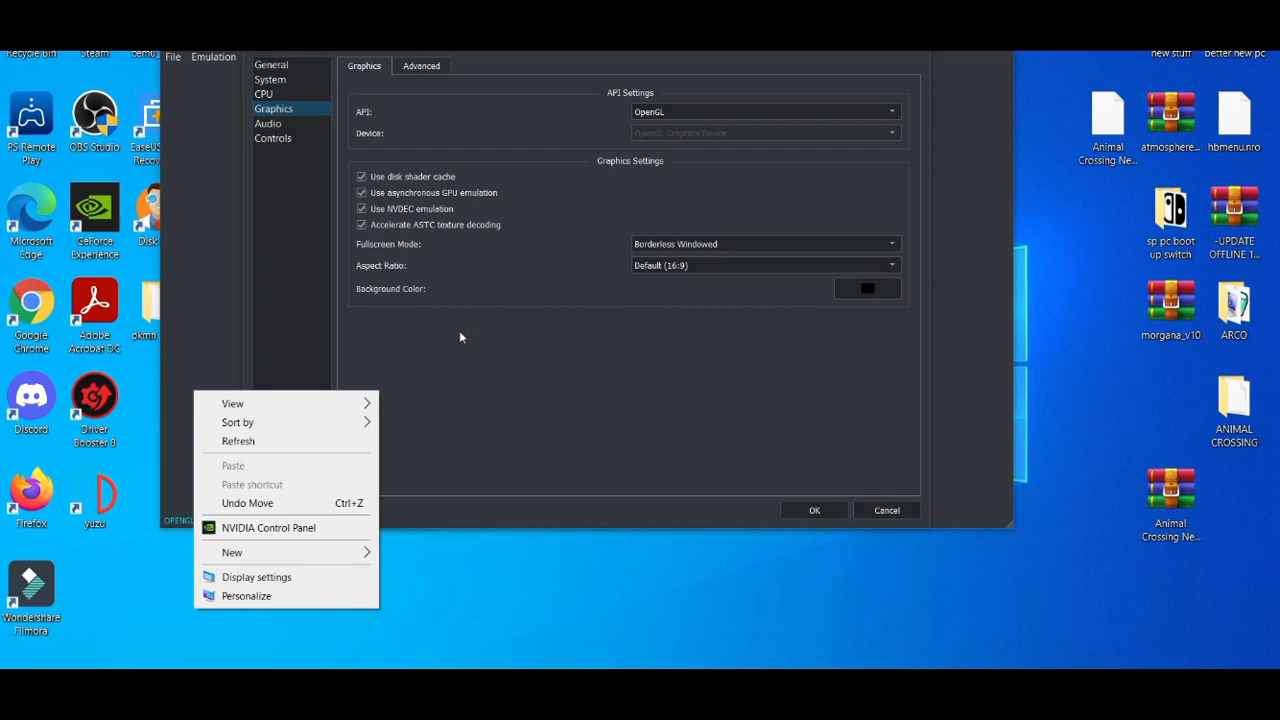 Recycle Bin
Steam
cemu_
File
Emulation
new stuff
better new pc
General
System
CPU
Graphics
Audio
Controls
Graphics
Advanced
API Settings
API:
OpenGL
Device:
OpenGL Graphics Device
Graphics Settings
Use disk shader cache
Use asynchronous GPU emulation
Use NVDEC emulation
Accelerate ASTC texture decoding
Fullscreen Mode:
Borderless Windowed
Aspect Ratio:
Default (16:9)
Background Color:
OK
Cancel
OPENGL
PS Remote
Play
OBS Studio
EaseUS
Recov
Microsoft
Edge
GeForce
Experience
Disk
Google
Chrome
Adobe
Acrobat DC
pkmn
Discord
Driver
Booster 8
Firefox
yuzu
Wondershare
Filmora
View
Sort by
Refresh
Paste
Paste shortcut
Undo Move
Ctrl+Z
NVIDIA Control Panel
New
Display settings
Personalize
Animal
Crossing Ne...
atmosphere...
hbmenu.nro
sp pc boot
up switch
-UPDATE
OFFLINE 1...
morgana_v10
ARCO
ANIMAL
CROSSING
Animal
Crossing Ne...